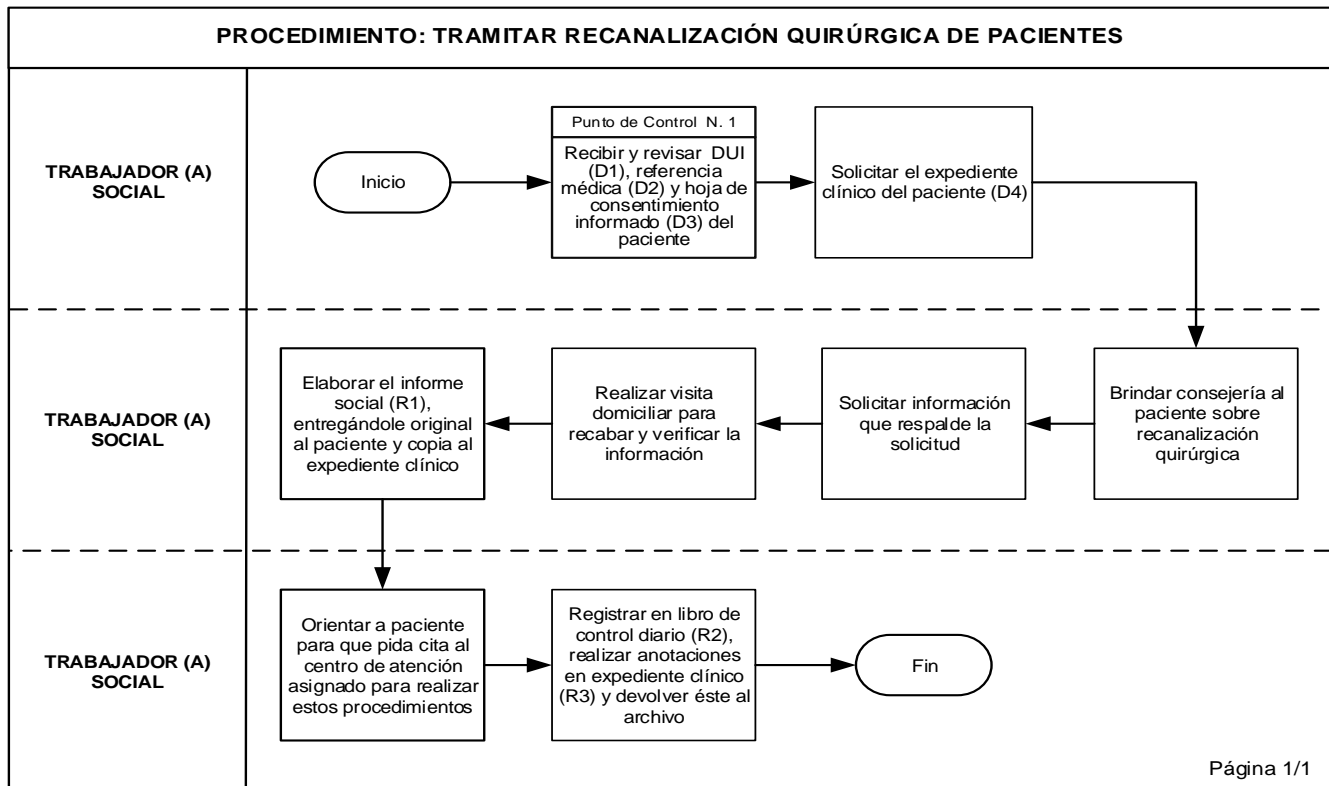 PROCEDIMIENTO: TRAMITAR RECANALIZACIÓN QUIRÚRGICA DE PACIENTES
TRABAJADOR (A)
SOCIAL
Inicio
Punto de Control N. 1
Recibir y revisar DUI
(D1), referencia
médica (D2) y hoja de
consentimiento
informado (D3) del
paciente
Solicitar el expediente
clínico del paciente (D4)
TRABAJADOR (A)
SOCIAL
Brindar consejería al
paciente sobre
recanalización
quirúrgica
Solicitar información
que respalde la
solicitud
Realizar visita
domiciliar para
recabar y verificar la
información
Elaborar el informe
social (R1),
entregándole original
al paciente y copia al
expediente clínico
TRABAJADOR (A)
SOCIAL
Orientar a paciente
para que pida cita al
centro de atención
asignado para realizar
estos procedimientos
Registrar en libro de
control diario (R2),
realizar anotaciones
en expediente clínico
(R3) y devolver éste al
archivo
Fin
Página 1/1